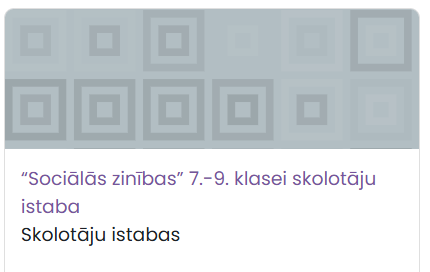 “Sociālās zinības” 7.-9. klasei skolotāju
istaba
Skolotāju istabas